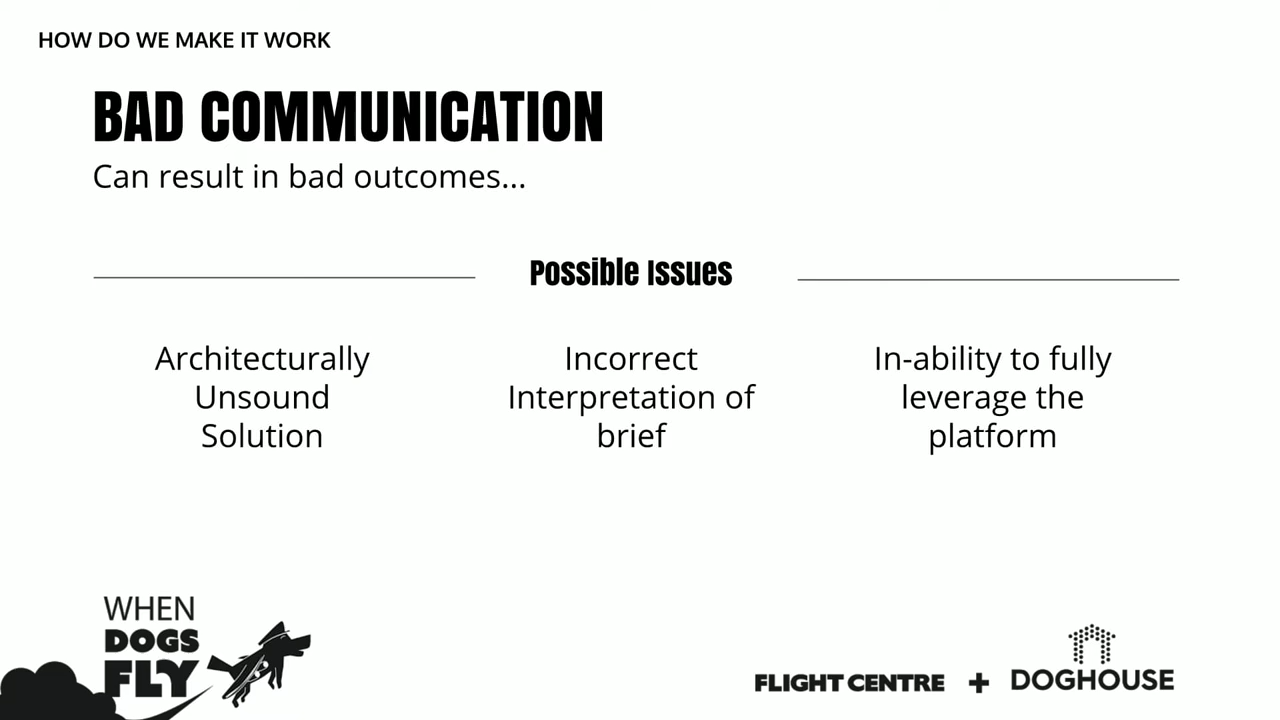 HOW DO WE MAKE IT WORK
BAD COMMUNICATION
Can result in bad outcomes...
Possible Issues
Architecturally
Unsound
Solution
Incorrect
Interpretation of
brief
In-ability to fully
leverage the
platform
WHEN
DOGS
FLY
FLIGHT CENTRE + DOGHOUSE